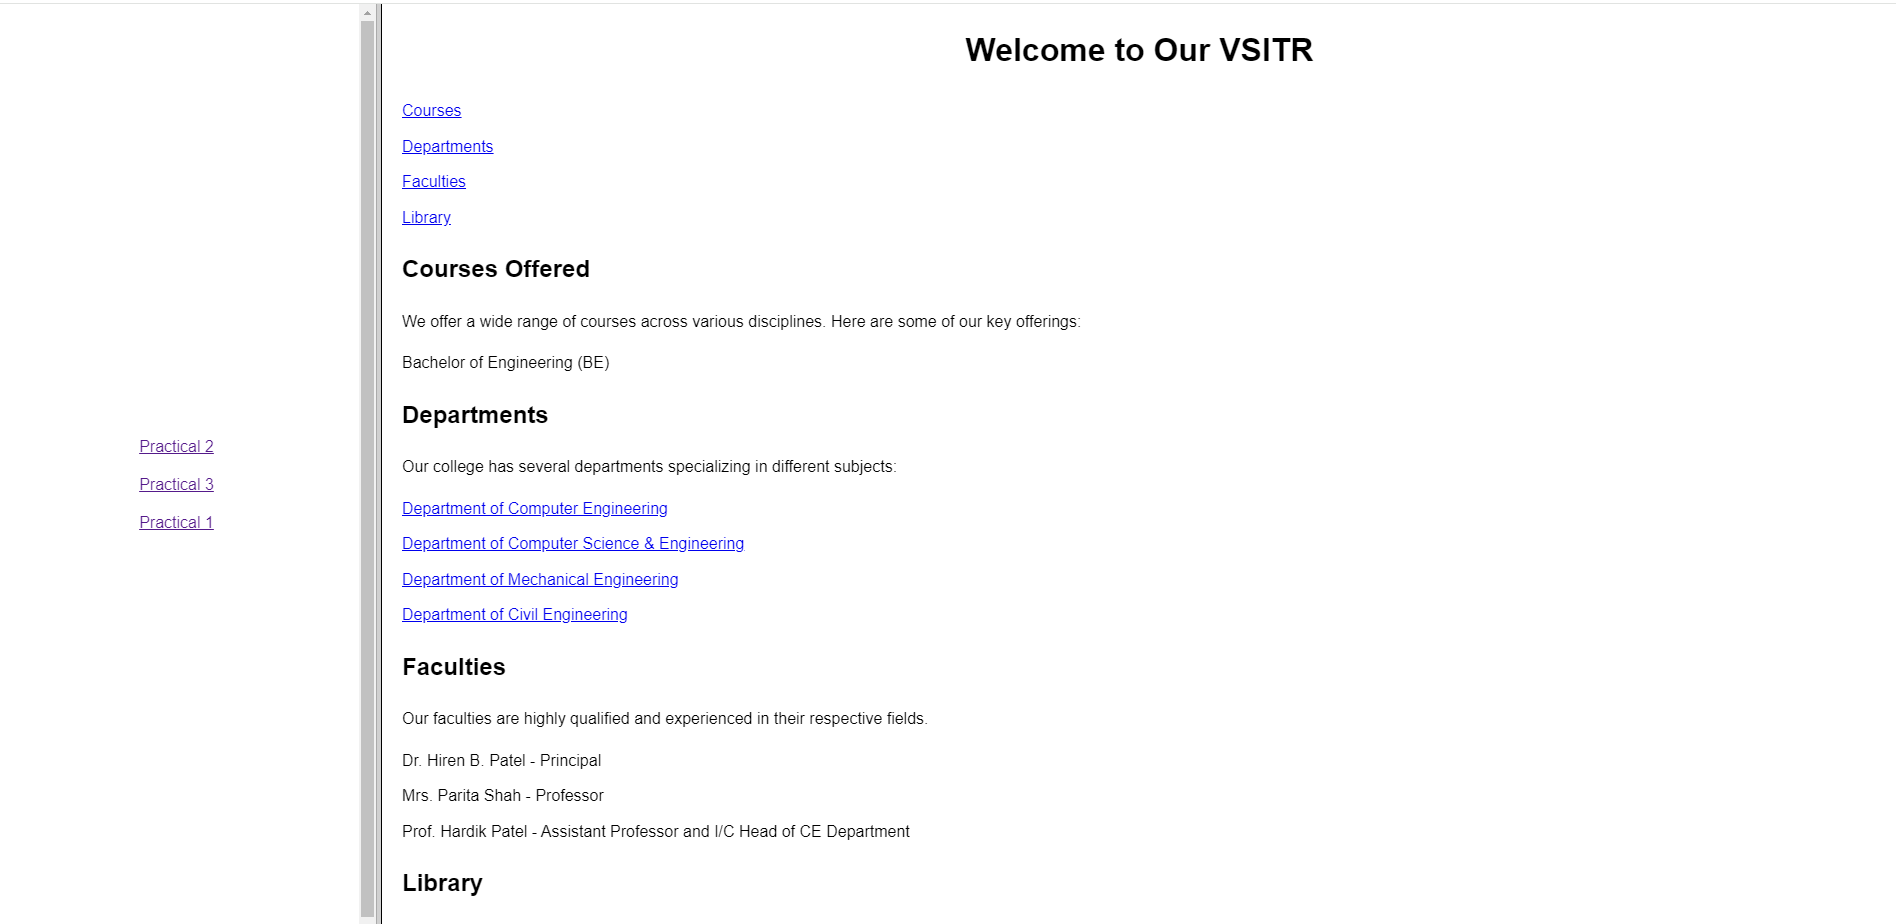 Practical 2
Practical 3
Practical 1
Welcome to Our VSITR
Courses
Departments
Faculties
Library
Courses Offered
We offer a wide range of courses across various disciplines. Here are some of our key offerings:
Bachelor of Engineering (BE)
Departments
Our college has several departments specializing in different subjects:
Department of Computer Engineering
Department of Computer Science & Engineering
Department of Mechanical Engineering
Department of Civil Engineering
Faculties
Our faculties are highly qualified and experienced in their respective fields.
Dr. Hiren B. Patel - Principal
Mrs. Parita Shah - Professor
Prof. Hardik Patel - Assistant Professor and I/C Head of CE Department
Library